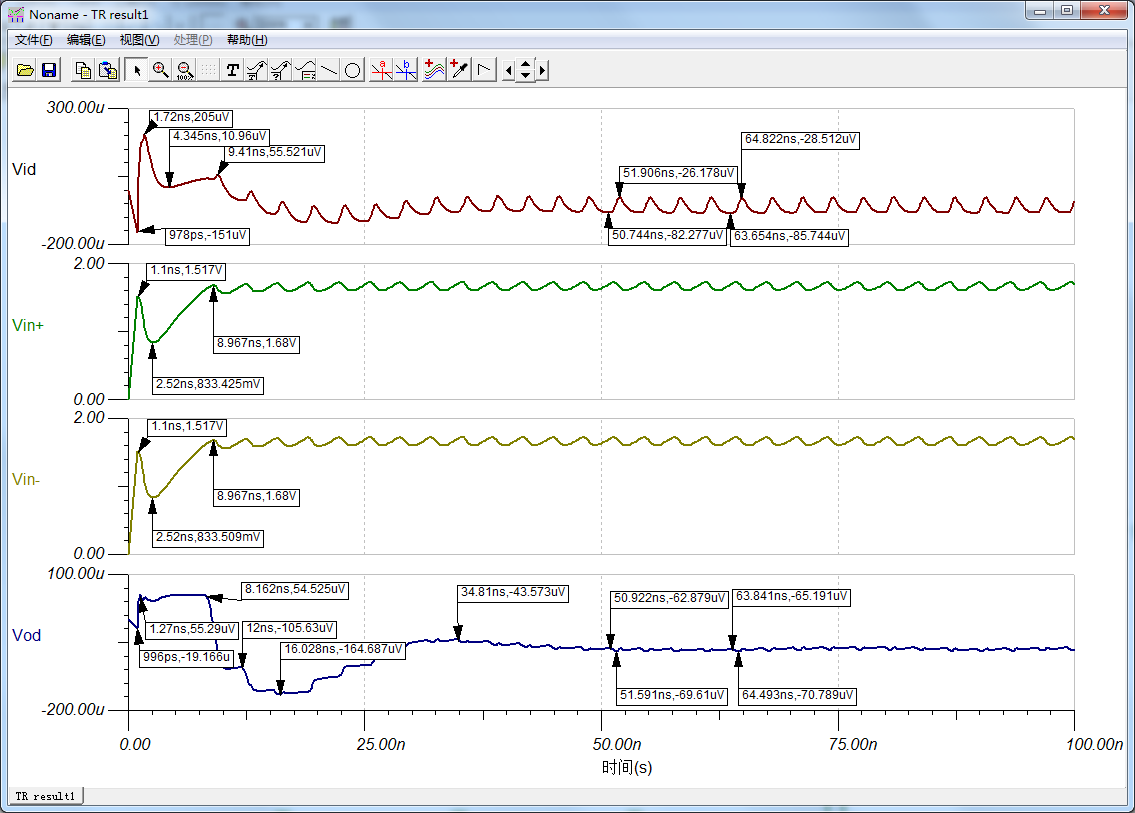 Noname - TR result1
文件(F) 编辑(E) 视图(V) 处理(P) 帮助(H)
T 100% a b
300.00u
Vid
-200.00u
1.72ns,205uV
4.345ns,10.96uV
9.41ns,55.521uV
978ps,-151uV
51.906ns,-26.178uV
64.822ns,-28.512uV
50.744ns,-82.277uV
63.654ns,-85.744uV
2.00
Vin+
0.00
1.1ns,1.517V
8.967ns,1.68V
2.52ns,833.425mV
2.00
Vin-
0.00
1.1ns,1.517V
8.967ns,1.68V
2.52ns,833.509mV
100.00u
Vod
-200.00u
8.162ns,54.525uV
1.27ns,55.29uV
996ps,-19.166u
12ns,-105.63uV
16.028ns,-164.687uV
34.81ns,-43.573uV
50.922ns,-62.879uV
63.841ns,-65.191uV
51.591ns,-69.61uV
64.493ns,-70.789uV
0.00 25.00n 50.00n 75.00n 100.00n
时间(s)
TR result1